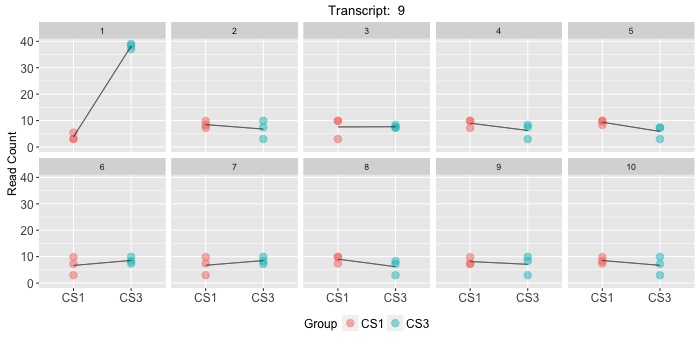 Transcript: 9
1 2 3 4 5
40
30
20
10
0
Read Count
6 7 8 9 10
40
30
20
10
0
CS1 CS3 CS1 CS3 CS1 CS3 CS1 CS3 CS1 CS3
Group CS1 CS3